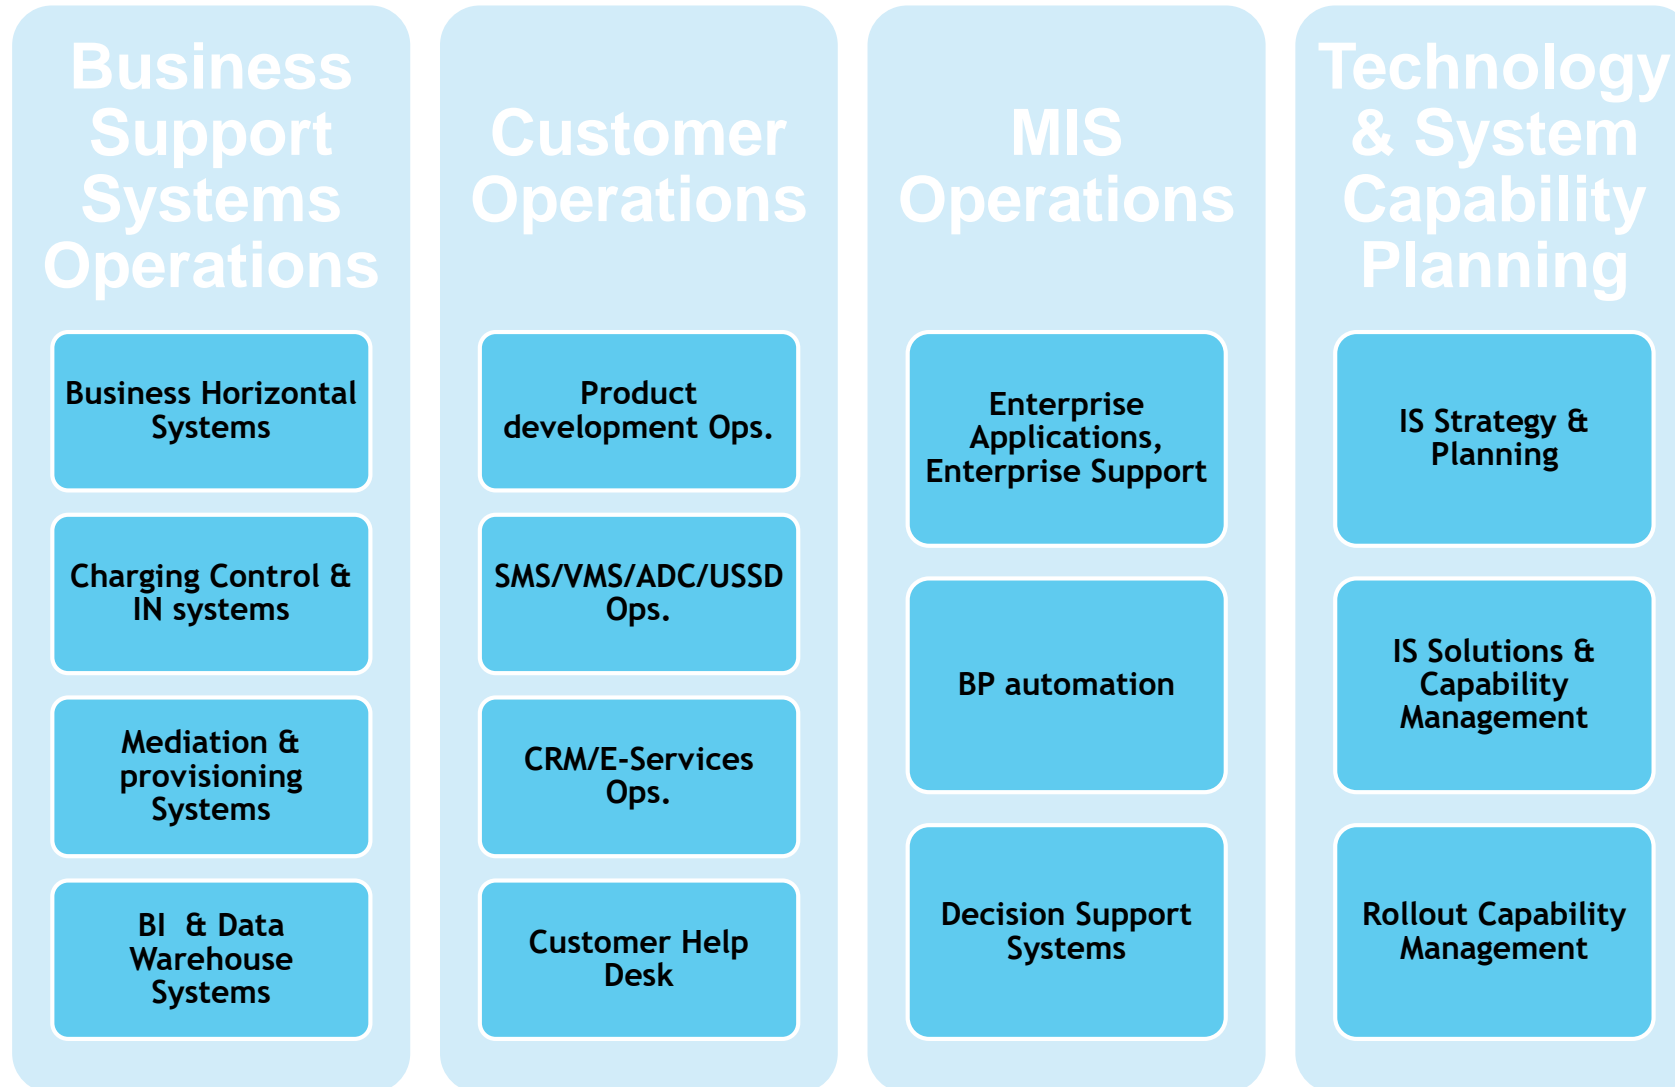 Business
Support
Systems
Operations
Business Horizontal
Systems
Charging Control &
IN systems
Mediation &
provisioning
Systems
BI  & Data
Warehouse
Systems
Customer
Operations
Product
development Ops.
SMS/VMS/ADC/USSD
Ops.
CRM/E-Services
Ops.
Customer Help
Desk
MIS
Operations
Enterprise
Applications,
Enterprise Support
BP automation
Decision Support
Systems
Technology
& System
Capability
Planning
IS Strategy &
Planning
IS Solutions &
Capability
Management
Rollout Capability
Management